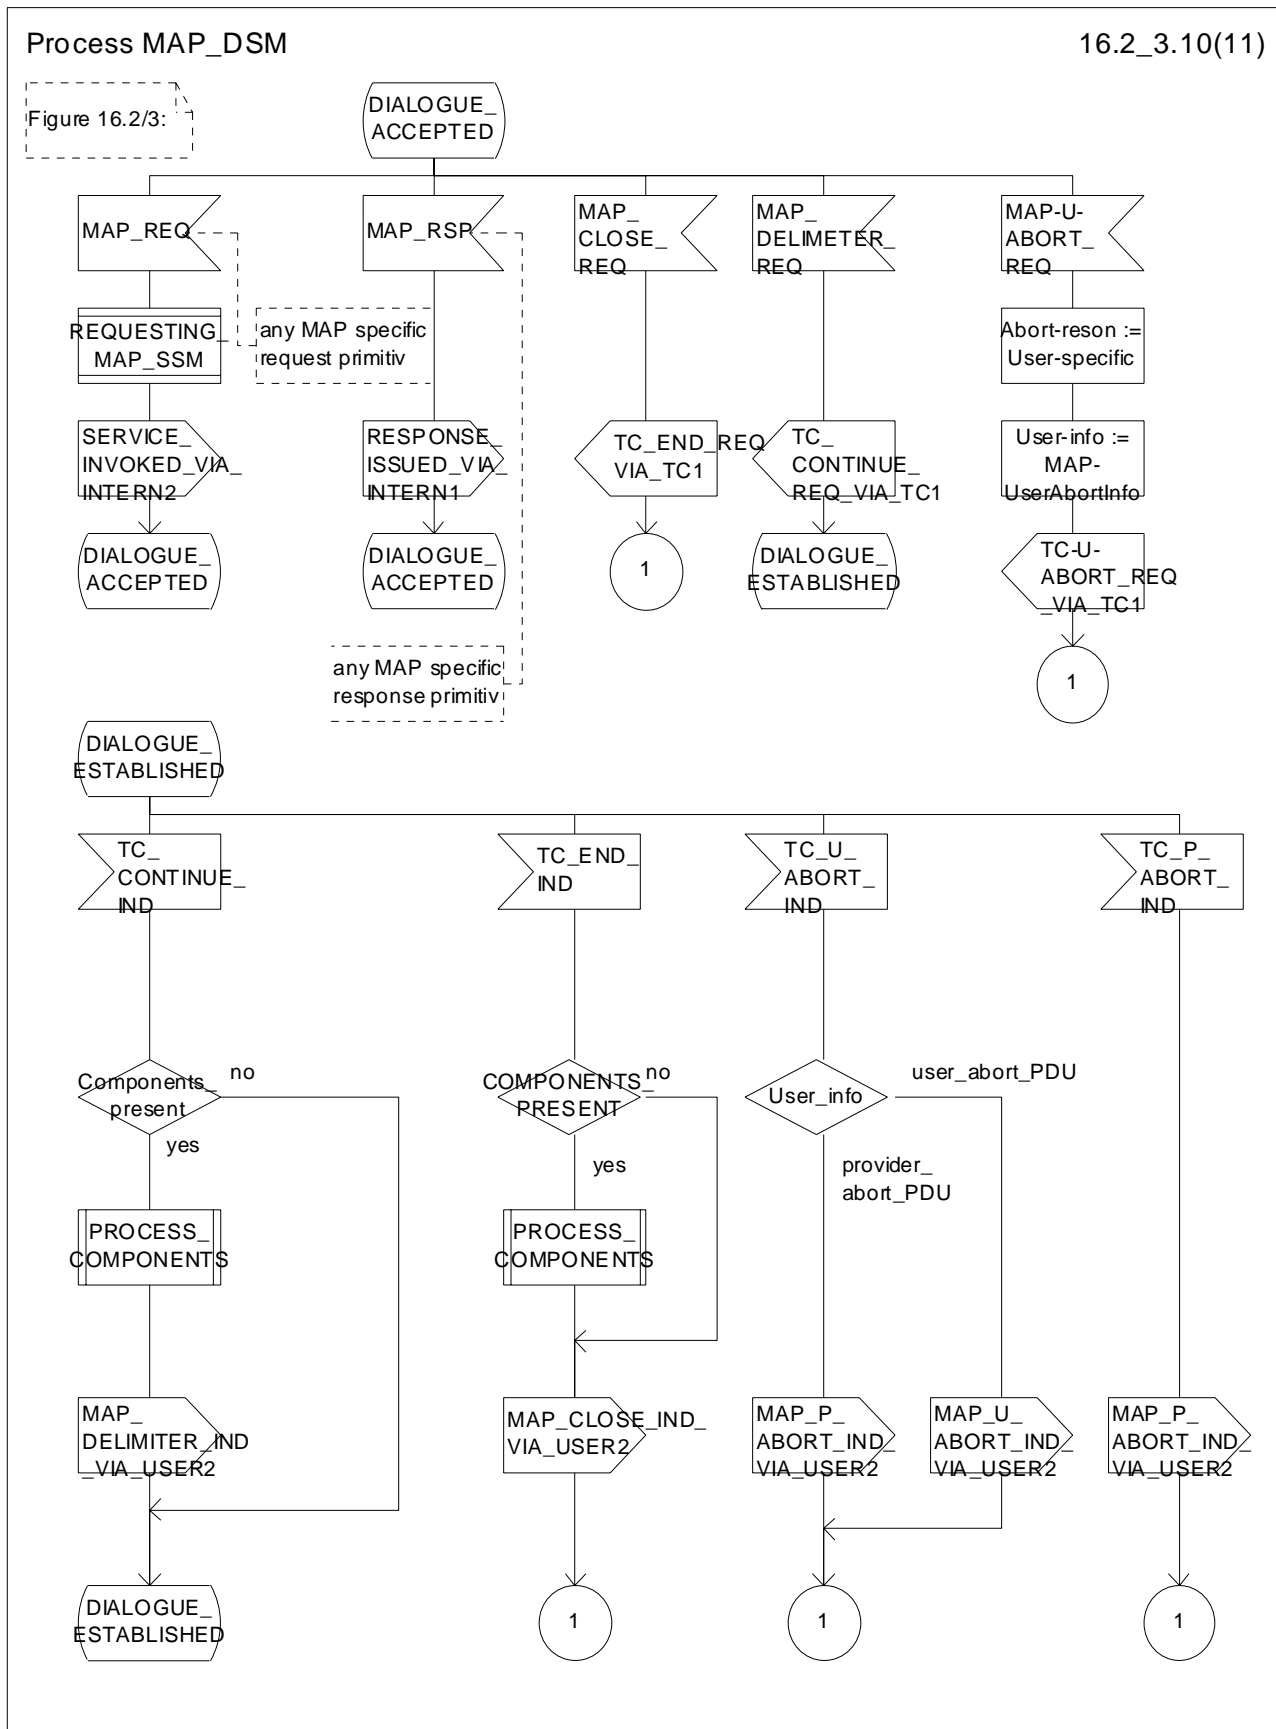 Process MAP_DSM
16.2_3.10(11)
Figure 16.2/3:
DIALOGUE_
ACCEPTED
MAP_REQ
MAP_RSP
MAP_
CLOSE_
REQ
MAP_
DELIMETER_
REQ
MAP-U-
ABORT_
REQ
REQUESTING_
MAP_SSM
any MAP specific
request primitiv
Abort-reson :=
User-specific
SERVICE_
INVOKED_VIA_
INTERN2
RESPONSE_
ISSUED_VIA_
INTERN1
TC_END_REQ
VIA_TC1
TC_
CONTINUE_
REQ_VIA_TC1
User-info :=
MAP-
UserAbortInfo
DIALOGUE_
ACCEPTED
DIALOGUE_
ACCEPTED
1
DIALOGUE_
ESTABLISHED
TC-U-
ABORT_REQ
_VIA_TC1
any MAP specific
response primitiv
1
DIALOGUE_
ESTABLISHED
TC_
CONTINUE_
IND
TC_END_
IND
TC_U_
ABORT_
IND
TC_P_
ABORT_
IND
Components_
present
no
yes
COMPONENTS_
PRESENT
no
yes
User_info
user_abort_PDU
provider_
abort_PDU
PROCESS_
COMPONENTS
PROCESS_
COMPONENTS
MAP_
DELIMITER_IND
_VIA_USER2
MAP_CLOSE_IND_
VIA_USER2
MAP_P_
ABORT_IND_
VIA_USER2
MAP_U_
ABORT_IND_
VIA_USER2
MAP_P_
ABORT_IND_
VIA_USER2
DIALOGUE_
ESTABLISHED
1
1
1